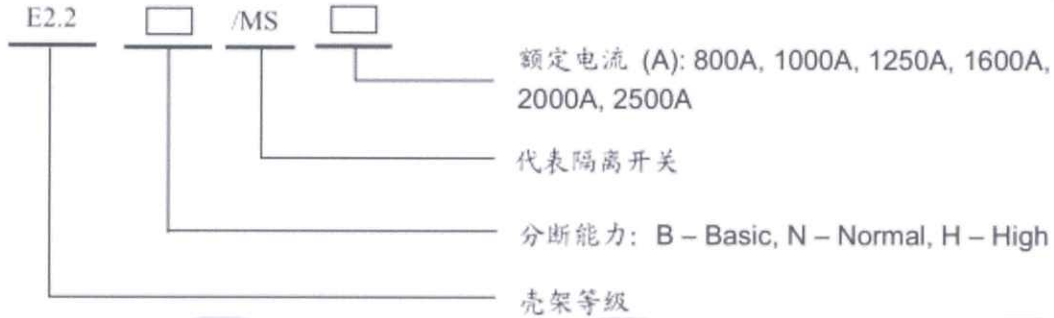 E2.2 /MS
额定电流 (A): 800A, 1000A, 1250A, 1600A,
2000A, 2500A
代表隔离开关
分断能力: B – Basic, N – Normal, H – High
壳架等级